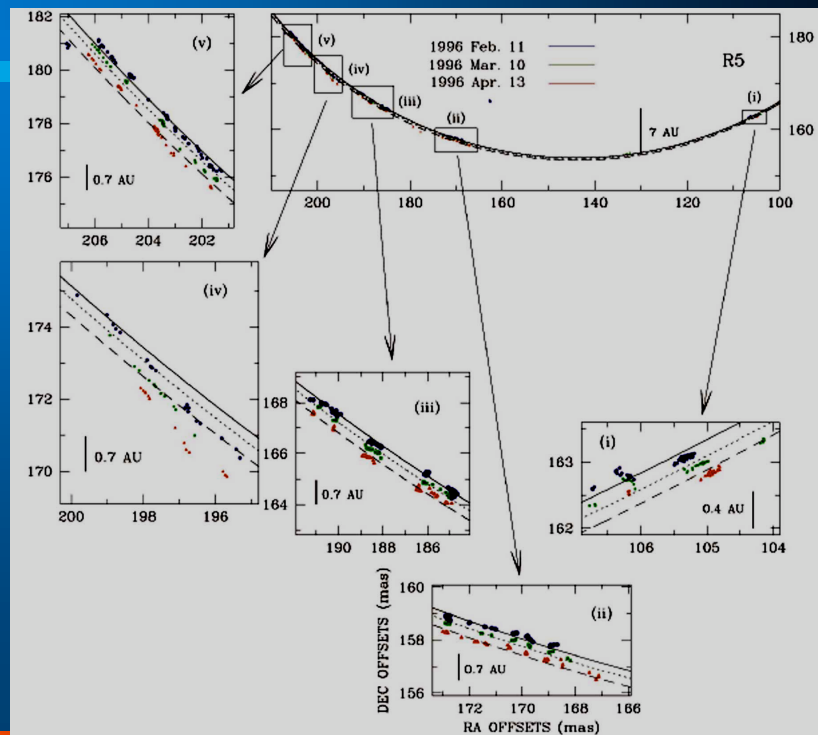 182
180
178
176
(v)
0.7 AU
206 204 202
1996 Feb. 11
1996 Mar. 10
1996 Apr. 13
R5
180
160
(v)
(iv)
(iii)
(ii)
(i)
7 AU
200 180 160 140 120 100
(iv)
174
172
170
0.7 AU
200 198 196
(iii)
168
166
164
0.7 AU
190 188 186
(i)
163
162
0.4 AU
106 105 104
DEC OFFSETS (mas)
160
158
156
(ii)
0.7 AU
172 170 168 166
RA OFFSETS (mas)